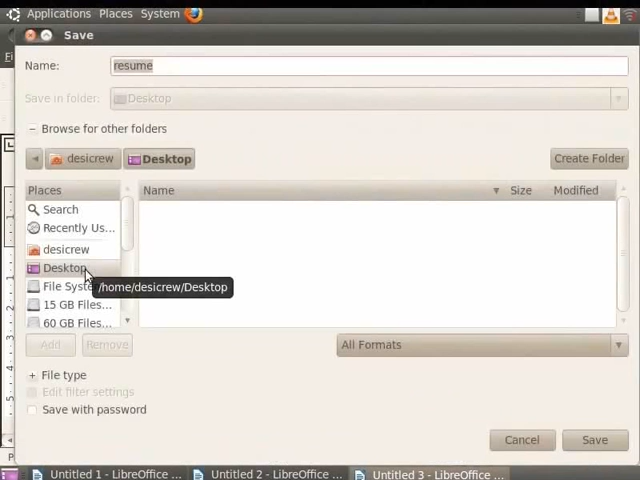 Applications Places System
Save
Fi
Name: resume
Save in folder: Desktop
Browse for other folders
desicrew Desktop Create Folder
Places Name Size Modified
Search
Recently Us...
desicrew
Desktop
/home/desicrew/Desktop
File Syste
15 GB Files...
60 GB Files...
Add Remove All Formats
File type
Edit filter settings
Save with password
Cancel Save
Untitled 1 - LibreOffice ... Untitled 2 - LibreOffice ... Untitled 3 - LibreOffice ...